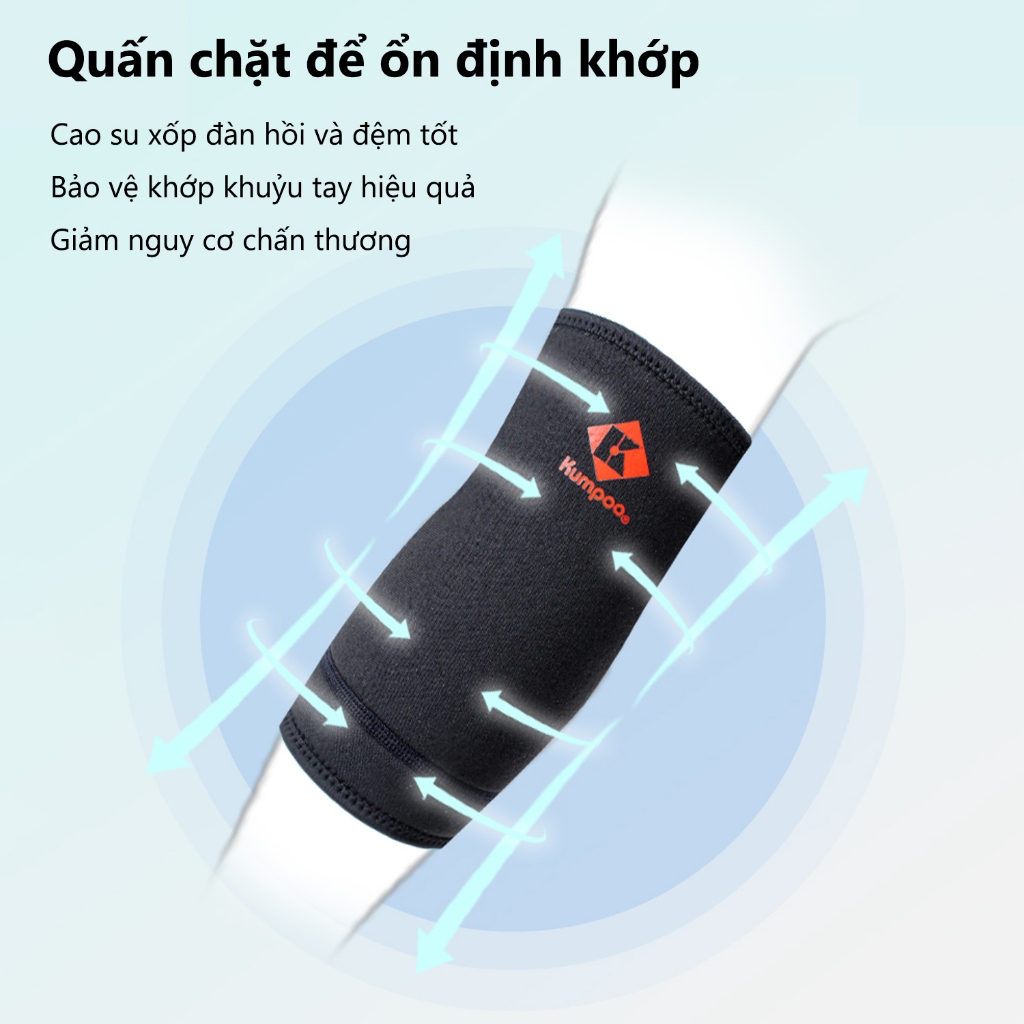 Quấn chặt để ổn định khớp
Cao su xốp đàn hồi và đệm tốt
Bảo vệ khớp khuỷu tay hiệu quả
Giảm nguy cơ chấn thương
K
Kumpoo®